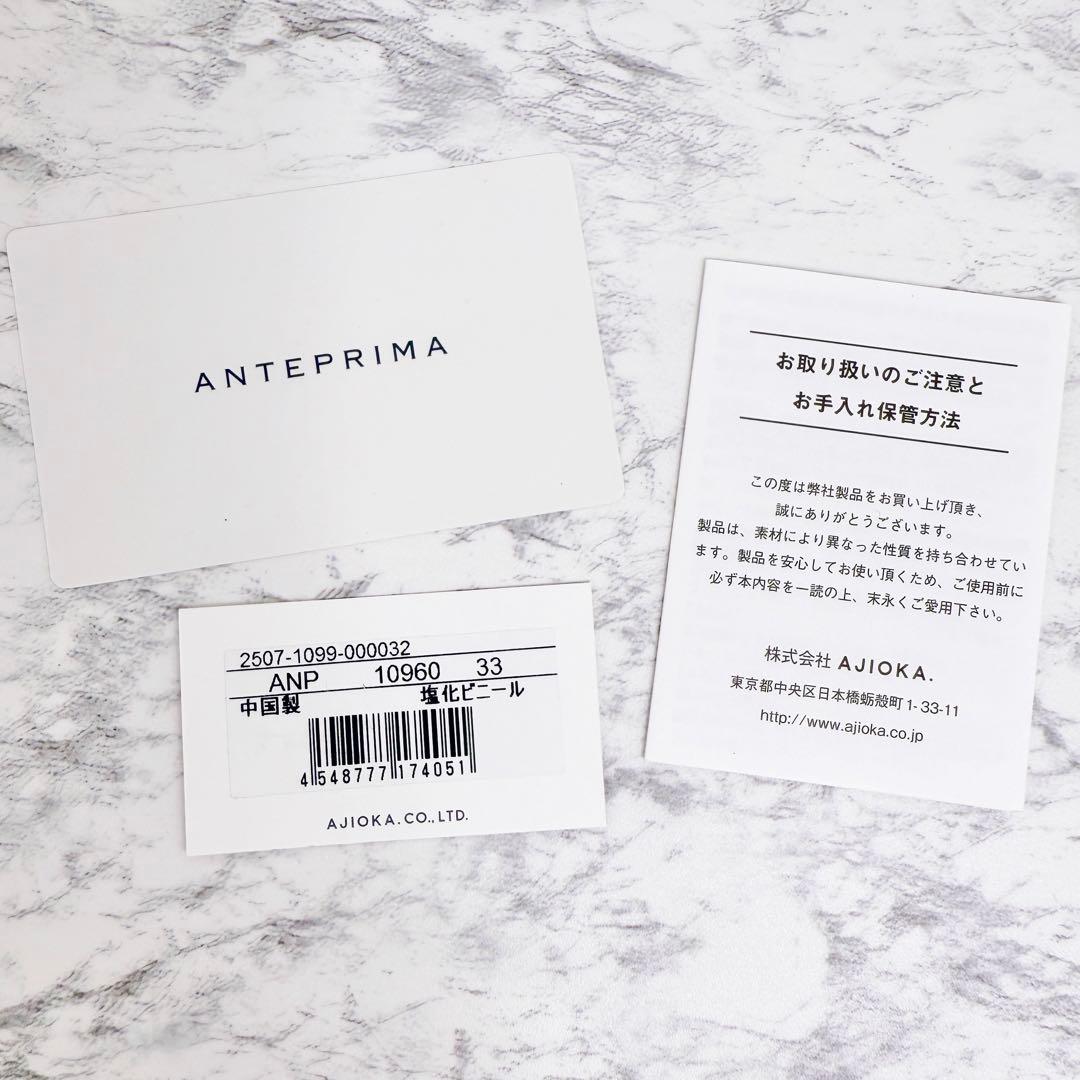 ANTEPRIMA
お取り扱いのご注意と
お手入れ保管方法
この度は弊社製品をお買い上げ頂き、
誠にありがとうございます。
製品は、素材により異なった性質を持ち合わせてい
ます。製品を安心してお使い頂くため、ご使用前に
必ず本内容を一読の上、末永くご愛用下さい。
株式会社 AJIOKA.
東京都中央区日本橋蛎殻町1-33-11
http://www.ajioka.co.jp
2507-1099-000032
ANP 10960 33
中国製 塩化ビニール
4 548777 174051
AJIOKA.CO.,LTD.